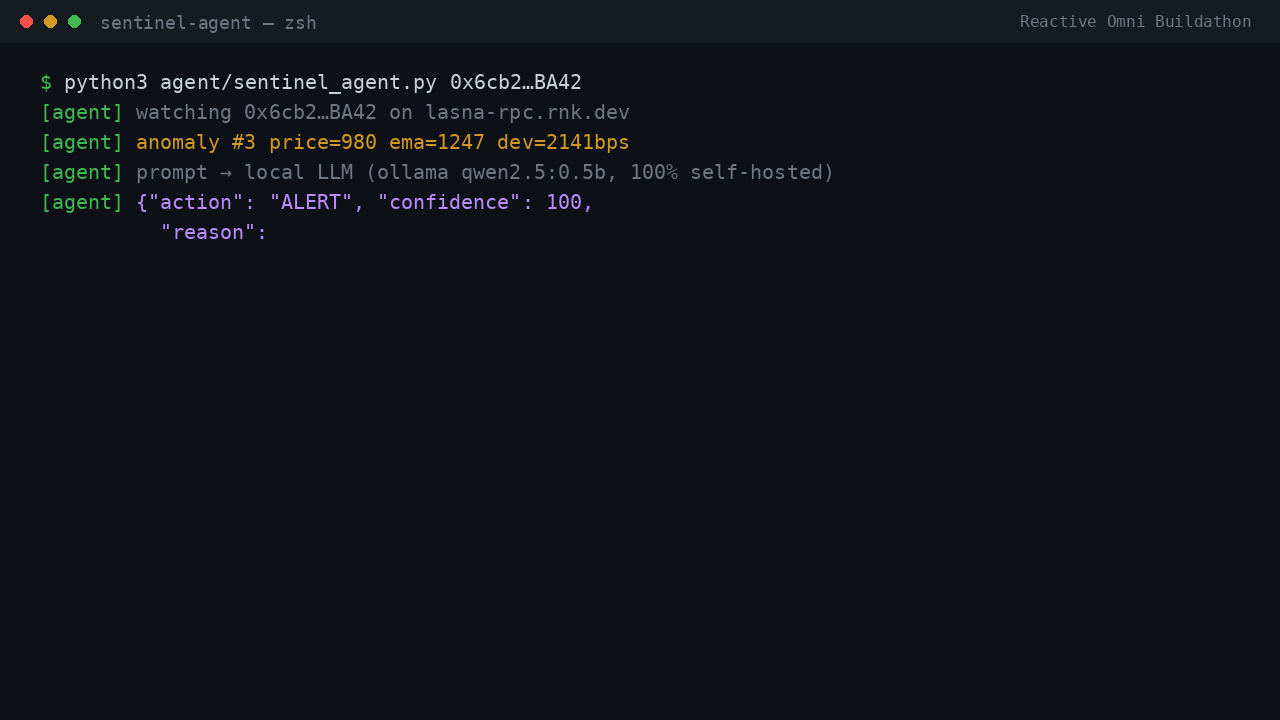 sentinel-agent — zsh
Reactive Omni Buildathon
$ python3 agent/sentinel_agent.py 0x6cb2…BA42
[agent] watching 0x6cb2…BA42 on lasna-rpc.rnk.dev
[agent] anomaly #3 price=980 ema=1247 dev=2141bps
[agent] prompt → local LLM (ollama qwen2.5:0.5b, 100% self-hosted)
[agent] {"action": "ALERT", "confidence": 100,
"reason":